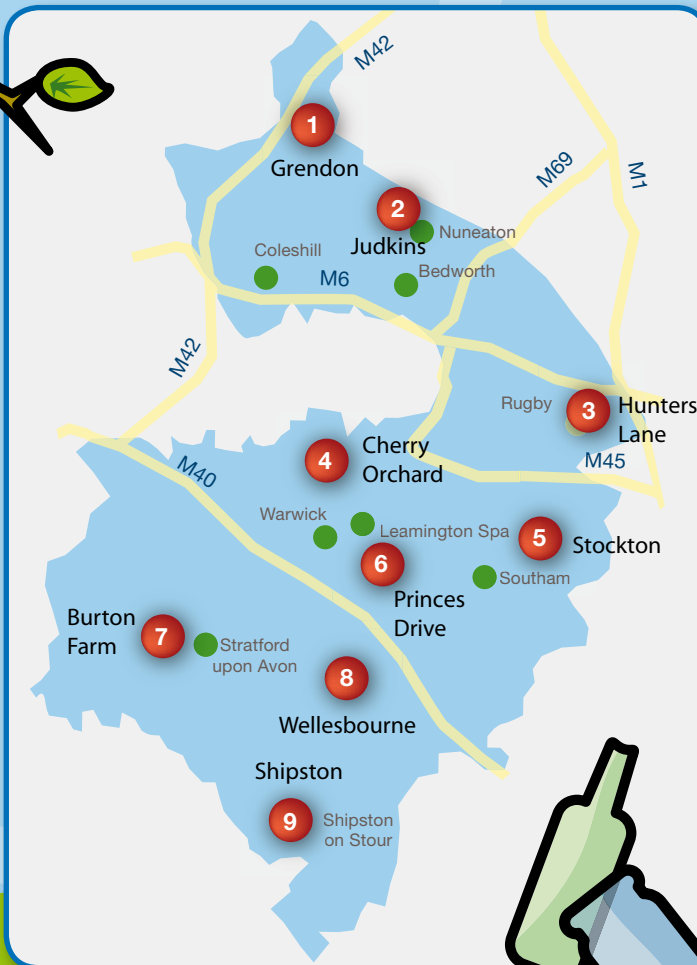 M42
1
Grendon
M69
M1
2
Judkins
Nuneaton
Coleshill
Bedworth
M6
M42
Rugby
3
Hunters
Lane
M45
4
Cherry
Orchard
M40
Warwick
Leamington Spa
5
Stockton
6
Southam
Princes
Drive
Burton
Farm
7
Stratford
upon Avon
8
Wellesbourne
Shipston
9
Shipston
on Stour